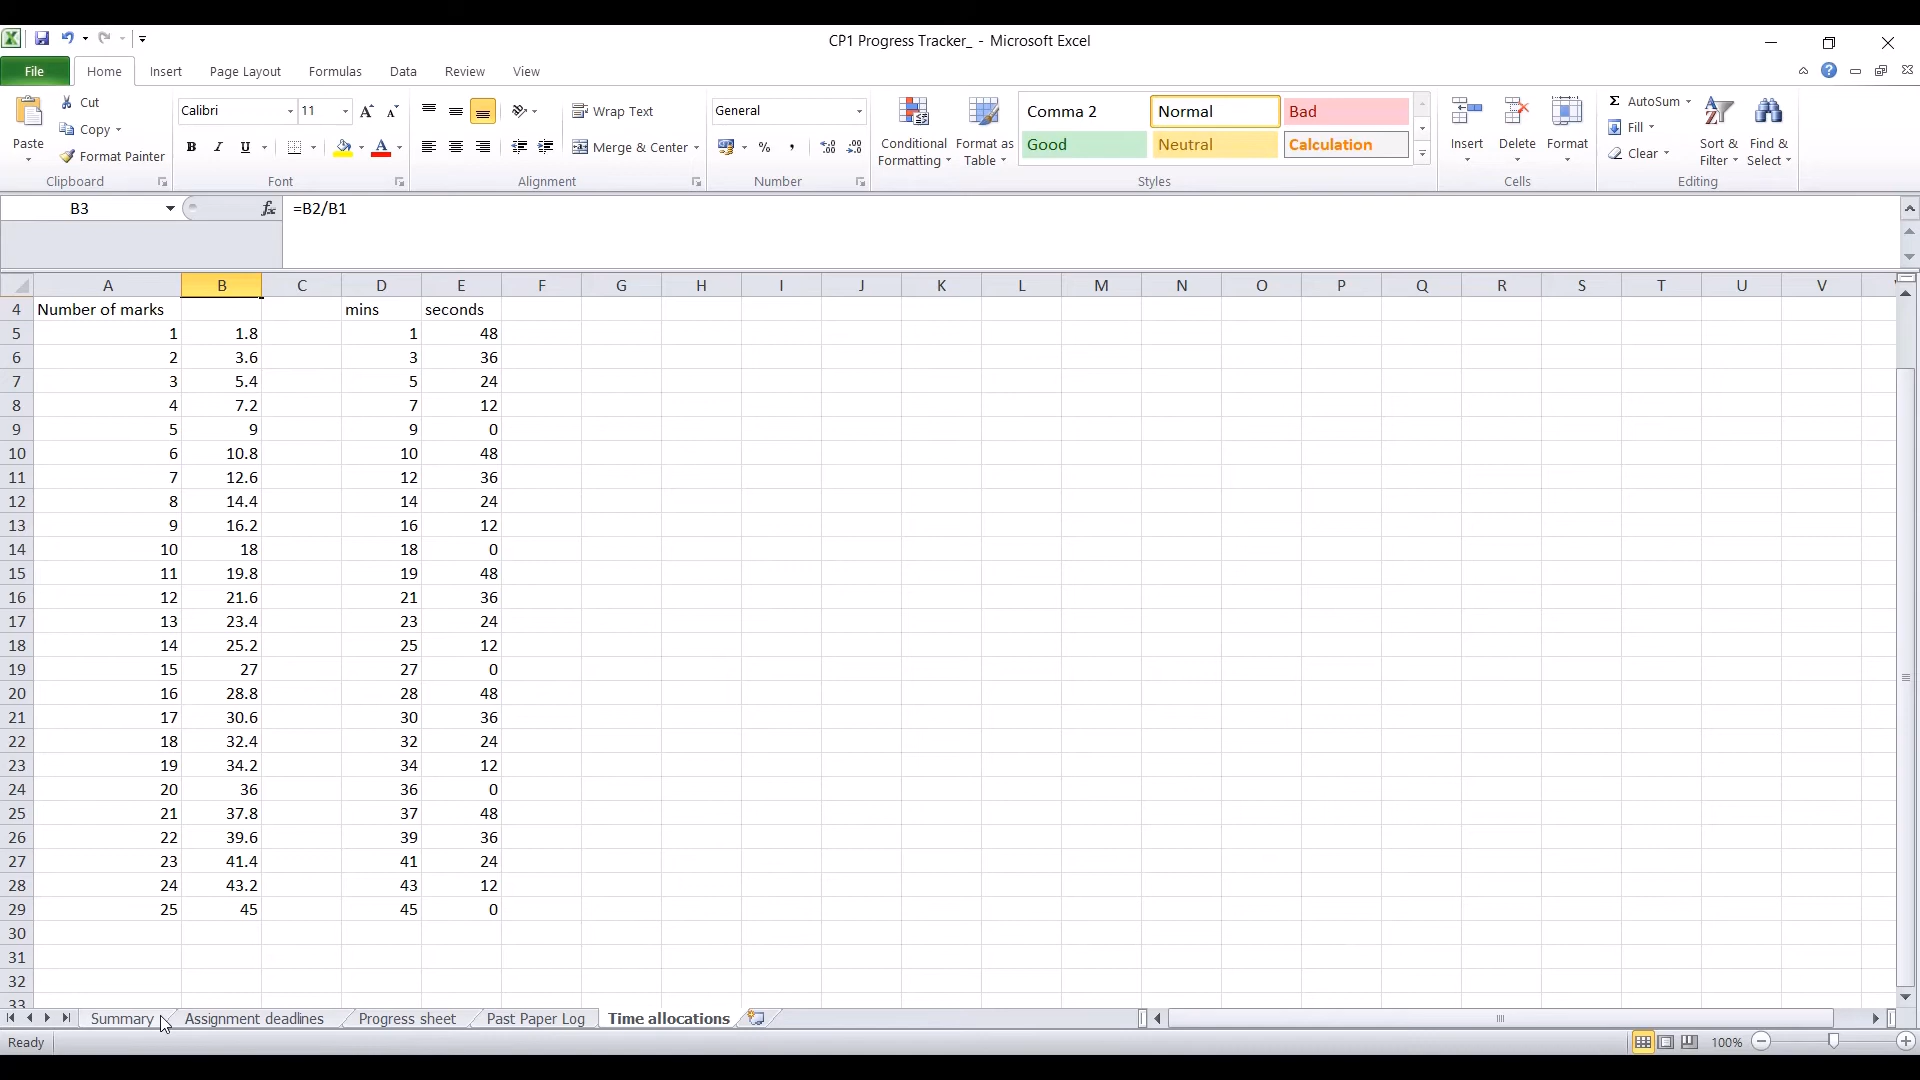 CP1 Progress Tracker_ - Microsoft Excel
File Home Insert Page Layout Formulas Data Review View
Paste
Cut
Copy
Format Painter
Clipboard
Calibri 11
B I U
Font
Wrap Text
Merge & Center
Alignment
General
%
Number
Conditional Formatting
Format as Table
Comma 2 Normal Bad
Good Neutral Calculation
Styles
Insert Delete Format
Cells
AutoSum
Fill
Clear
Sort & Filter
Find & Select
Editing
B3 fx =B2/B1
A B C D E F G H I J K L M N O P Q R S T U V
4 Number of marks mins seconds
5 1 1.8 1 48
6 2 3.6 3 36
7 3 5.4 5 24
8 4 7.2 7 12
9 5 9 9 0
10 6 10.8 10 48
11 7 12.6 12 36
12 8 14.4 14 24
13 9 16.2 16 12
14 10 18 18 0
15 11 19.8 19 48
16 12 21.6 21 36
17 13 23.4 23 24
18 14 25.2 25 12
19 15 27 27 0
20 16 28.8 28 48
21 17 30.6 30 36
22 18 32.4 32 24
23 19 34.2 34 12
24 20 36 36 0
25 21 37.8 37 48
26 22 39.6 39 36
27 23 41.4 41 24
28 24 43.2 43 12
29 25 45 45 0
30
31
32
33
Summary Assignment deadlines Progress sheet Past Paper Log Time allocations
Ready 100%